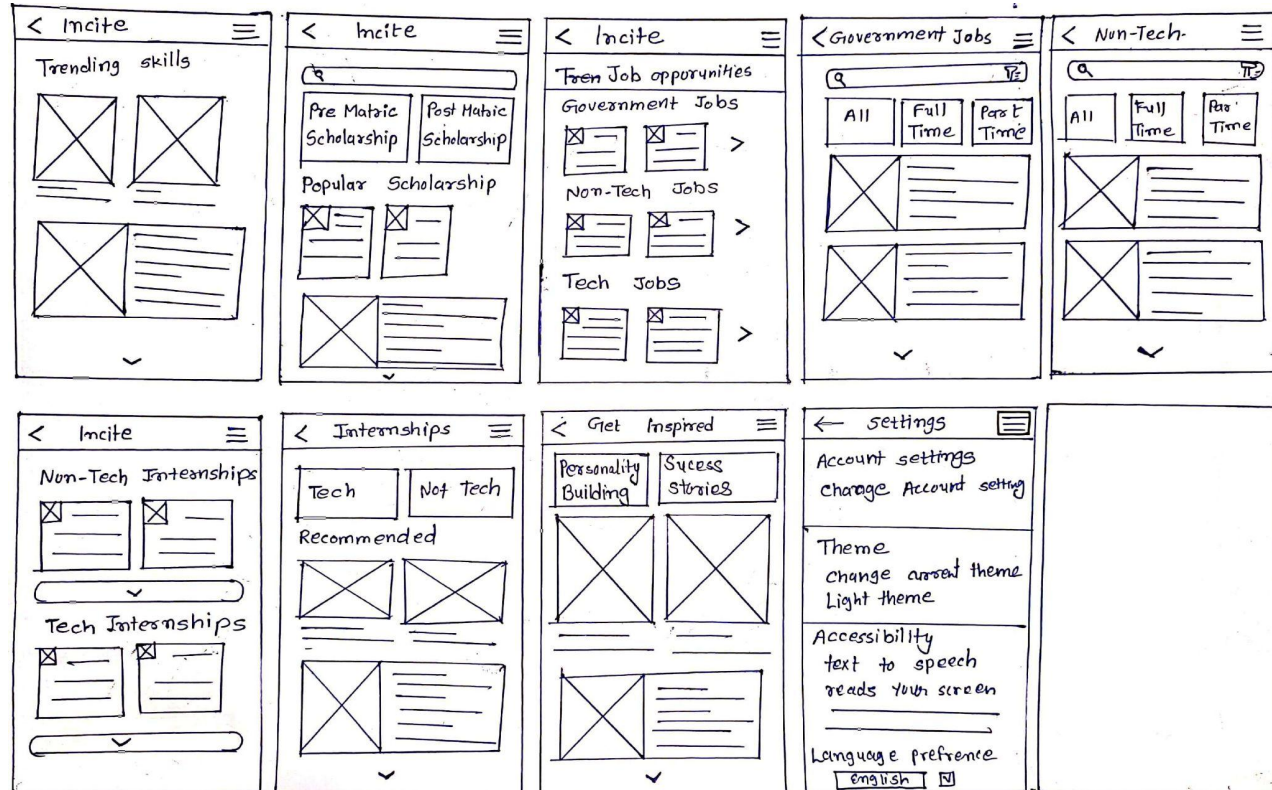 Incite
Trending skills
Incite
Pre Matric
Scholarship
Post Matric
Scholarship
Popular Scholarship
Incite
Job opporunities
Government Jobs
Non-Tech Jobs
Tech Jobs
Government Jobs
All
Full
Time
Part
Time
Non-Tech-
All
Full
Time
Par
Time
Incite
Non-Tech Internships
Tech Internships
Internships
Tech
Not Tech
Recommended
Get Inspired
Personality
Building
Sucess
Stories
settings
Account settings
change Account setting
Theme
change current theme
Light theme
Accessibility
text to speech
reads your screen
Language prefrence
English